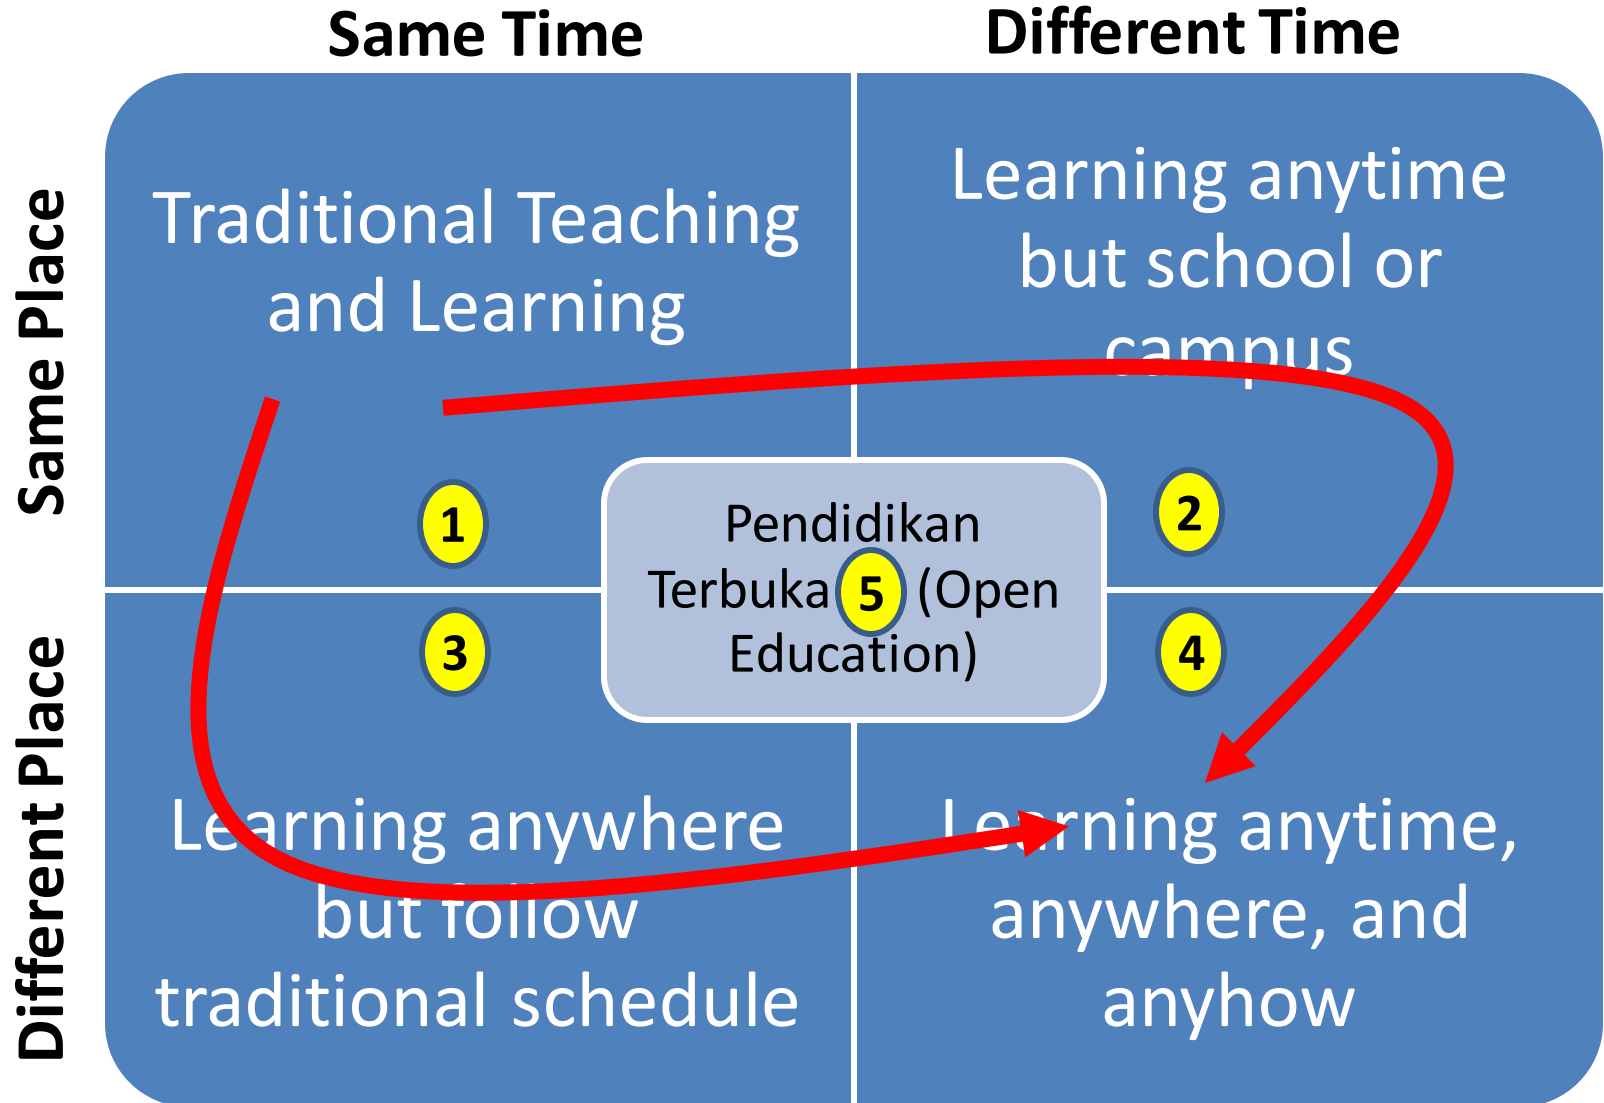 Same Time
Different Time
Same Place
Traditional Teaching
and Learning
1
Learning anytime
but school or
campus
2
Pendidikan
Terbuka 5 (Open
Education)
Different Place
3
Learning anywhere
but follow
traditional schedule
4
Learning anytime,
anywhere, and
anyhow